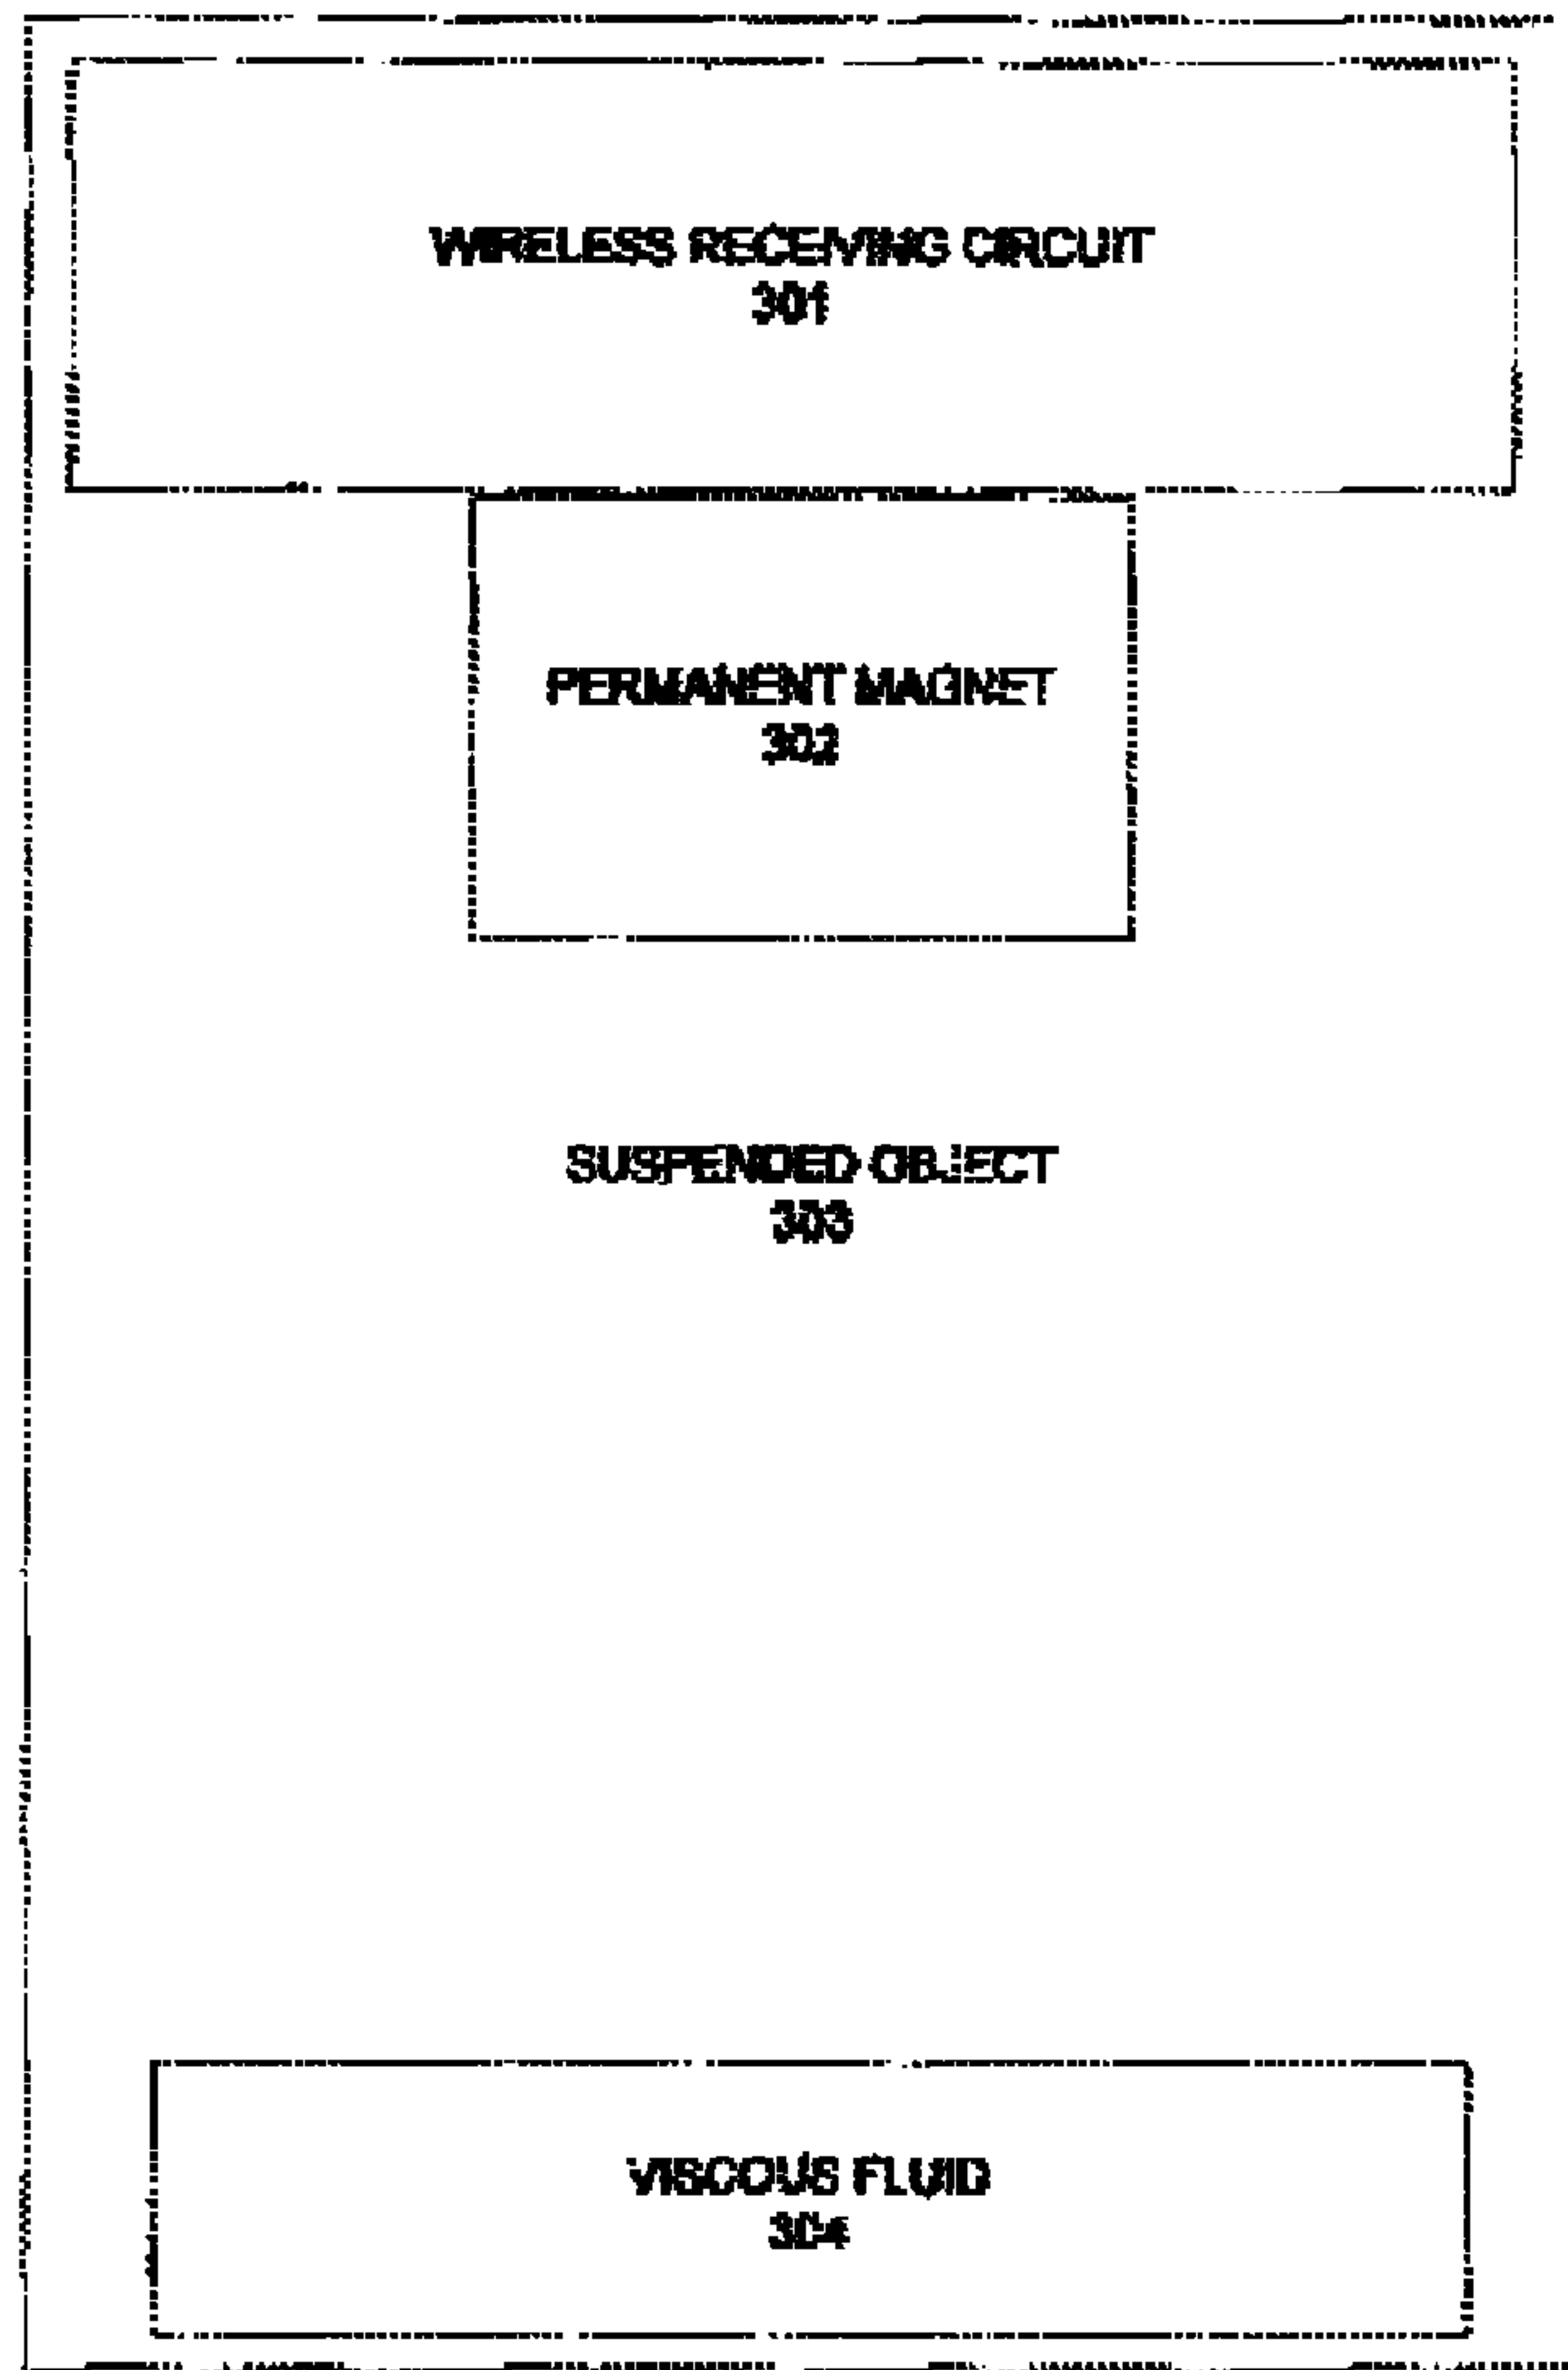 WIRELESS RECEIVING CIRCUIT
301
PERMANENT MAGNET
302
SUSPENDED OBJECT
303
VISCOUS FLUID
304